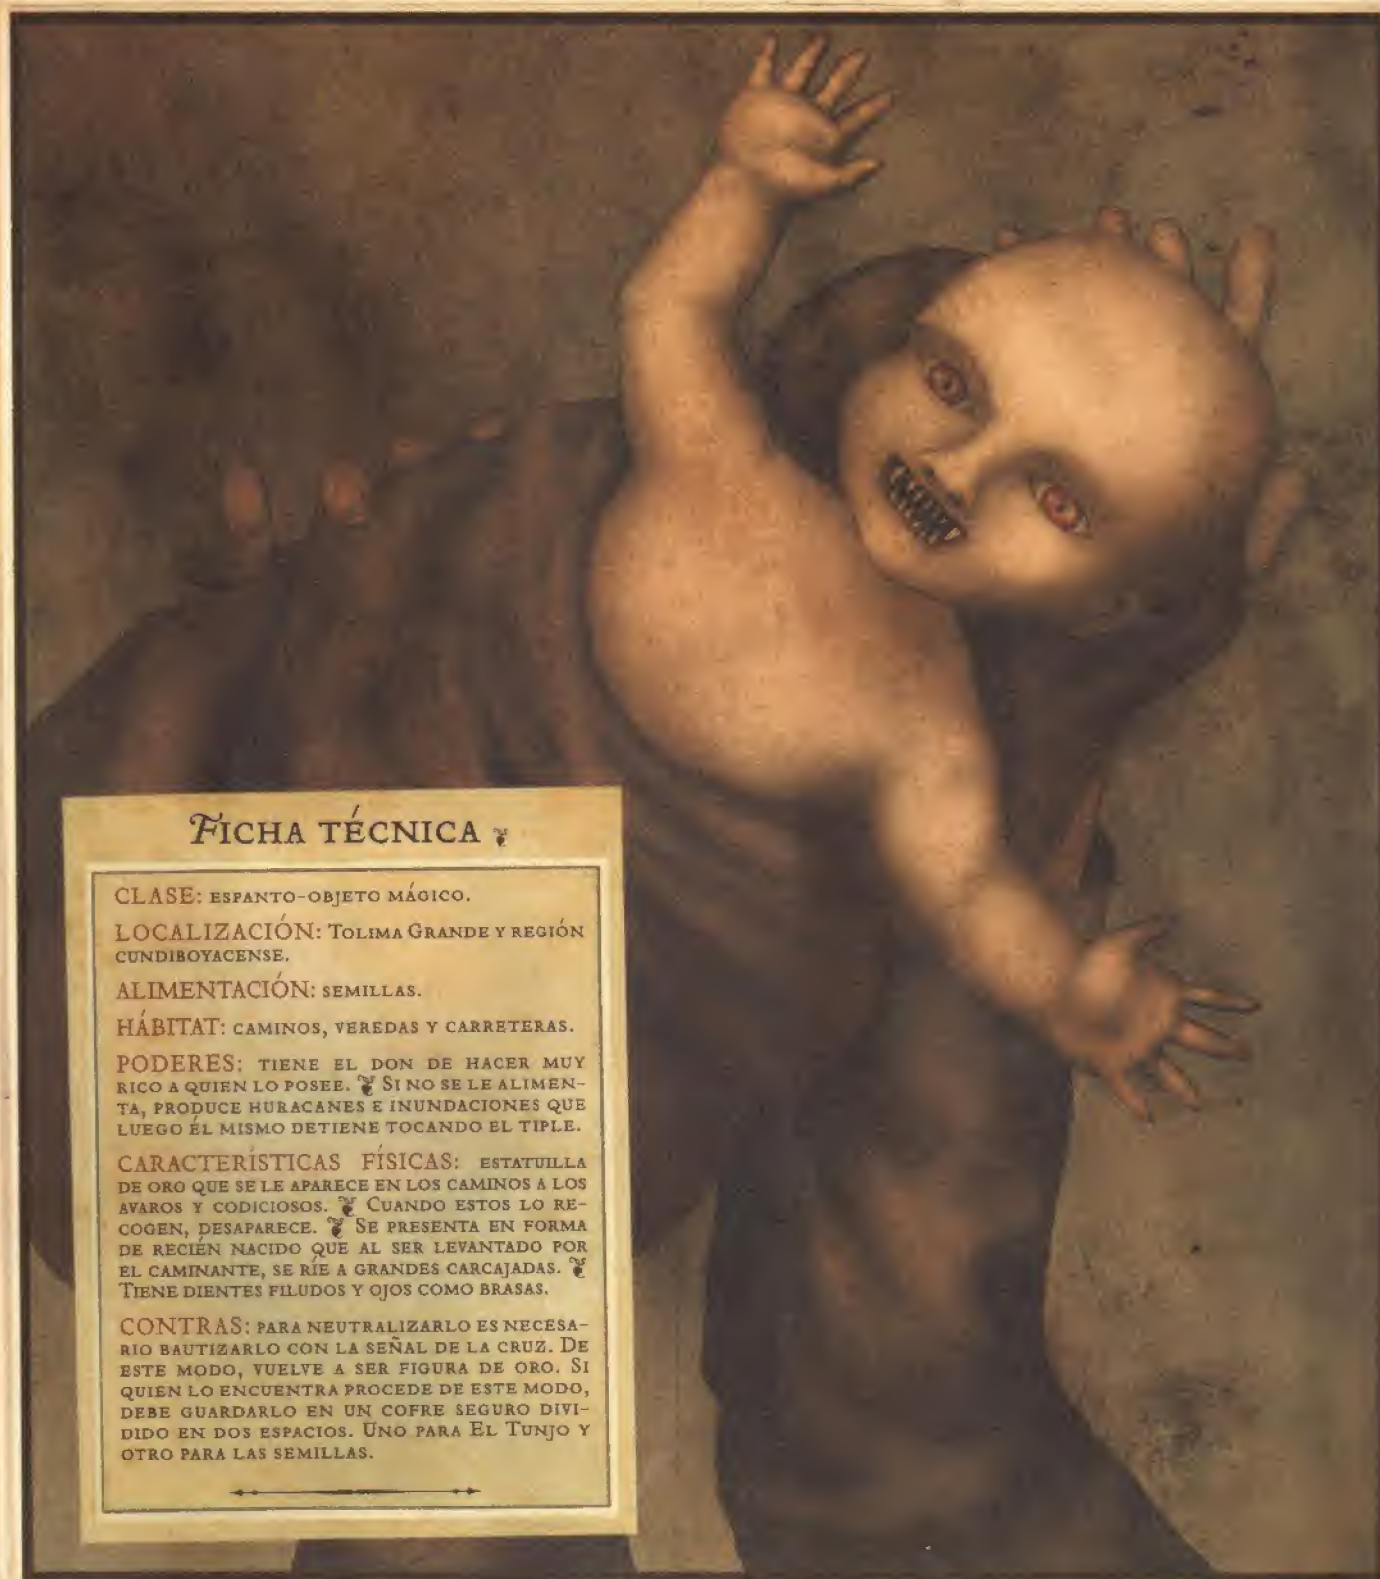 FICHA TÉCNICA
CLASE: ESPANTO-OBJETO MÁGICO.
LOCALIZACIÓN: TOLIMA GRANDE Y REGIÓN
CUNDIBOYACENSE.
ALIMENTACIÓN: SEMILLAS.
HÁBITAT: CAMINOS, VEREDAS Y CARRETERAS.
PODERES: TIENE EL DON DE HACER MUY
RICO A QUIEN LO POSEE. SI NO SE LE ALIMEN-
TA, PRODUCE HURACANES E INUNDACIONES QUE
LUEGO ÉL MISMO DETIENE TOCANDO EL TIPLE.
CARACTERÍSTICAS FÍSICAS: ESTATUILLA
DE ORO QUE SE LE APARECE EN LOS CAMINOS A LOS
AVAROS Y CODICIOSOS. CUANDO ESTOS LO RE-
COGEN, DESAPARECE. SE PRESENTA EN FORMA
DE RECIÉN NACIDO QUE AL SER LEVANTADO POR
EL CAMINANTE, SE RÍE A GRANDES CARCAJADAS.
TIENE DIENTES FILUDOS Y OJOS COMO BRASAS.
CONTRAS: PARA NEUTRALIZARLO ES NECESA-
RIO BAUTIZARLO CON LA SEÑAL DE LA CRUZ. DE
ESTE MODO, VUELVE A SER FIGURA DE ORO. SI
QUIEN LO ENCUENTRA PROCEDE DE ESTE MODO,
DEBE GUARDARLO EN UN COFRE SEGURO DIVI-
DIDO EN DOS ESPACIOS. UNO PARA EL TUNJO Y
OTRO PARA LAS SEMILLAS.